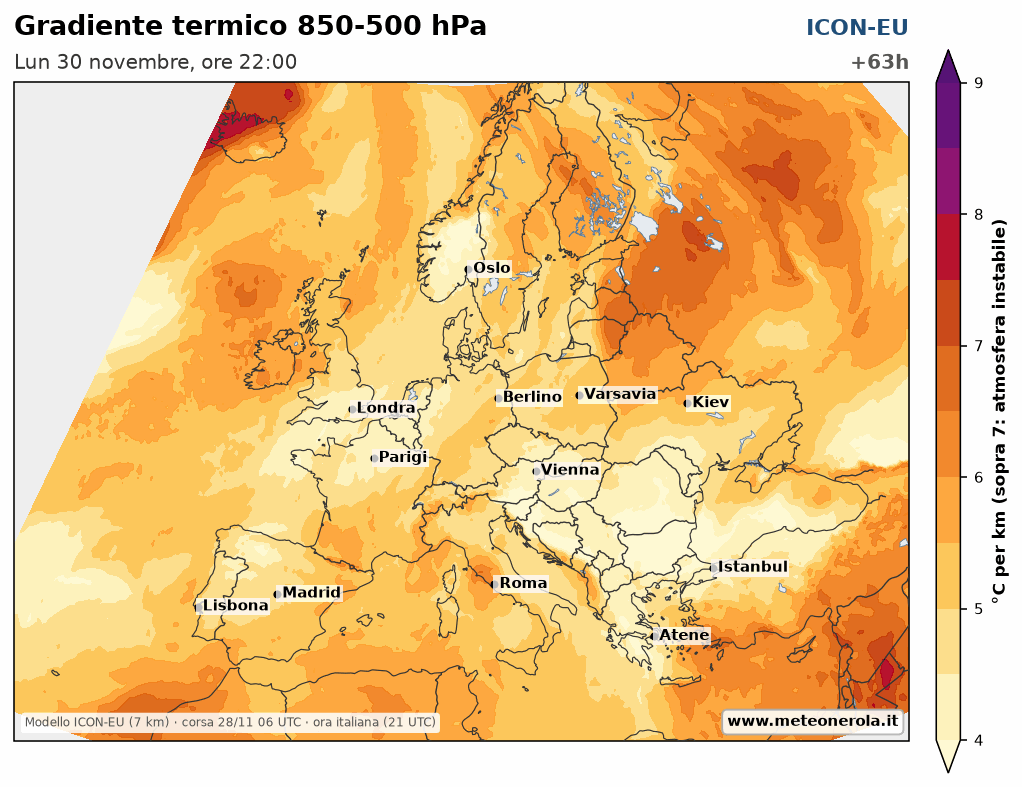 Gradiente termico 850-500 hPa
ICON-EU
Lun 30 novembre, ore 22:00
+63h
9
8
7
6
5
4
°C per km (sopra 7: atmosfera instabile)
Oslo
Berlino
Varsavia
Kiev
Londra
Parigi
Vienna
Istanbul
Roma
Madrid
Lisbona
Atene
Modello ICON-EU (7 km) · corsa 28/11 06 UTC · ora italiana (21 UTC)
www.meteonerola.it